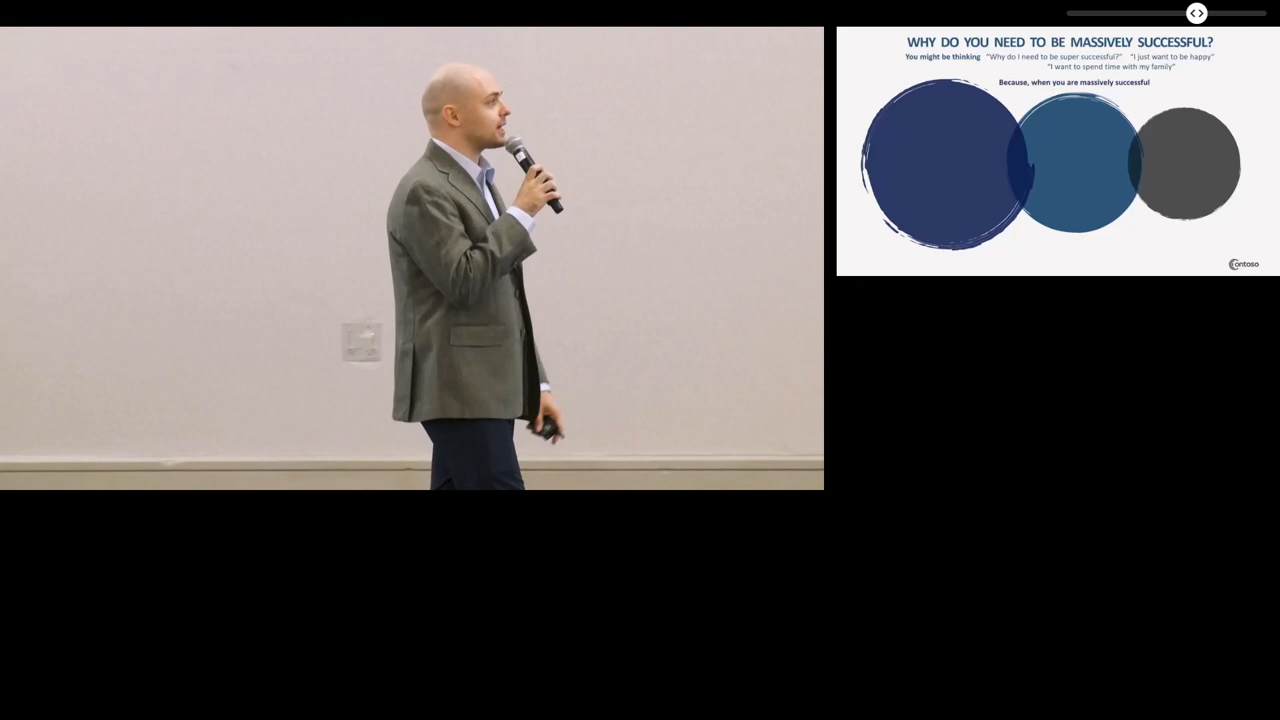 WHY DO YOU NEED TO BE MASSIVELY SUCCESSFUL?
You might be thinking "Why do I need to be super successful?" "I just want to be happy"
"I want to spend time with my family"
Because, when you are massively successful
Contoso